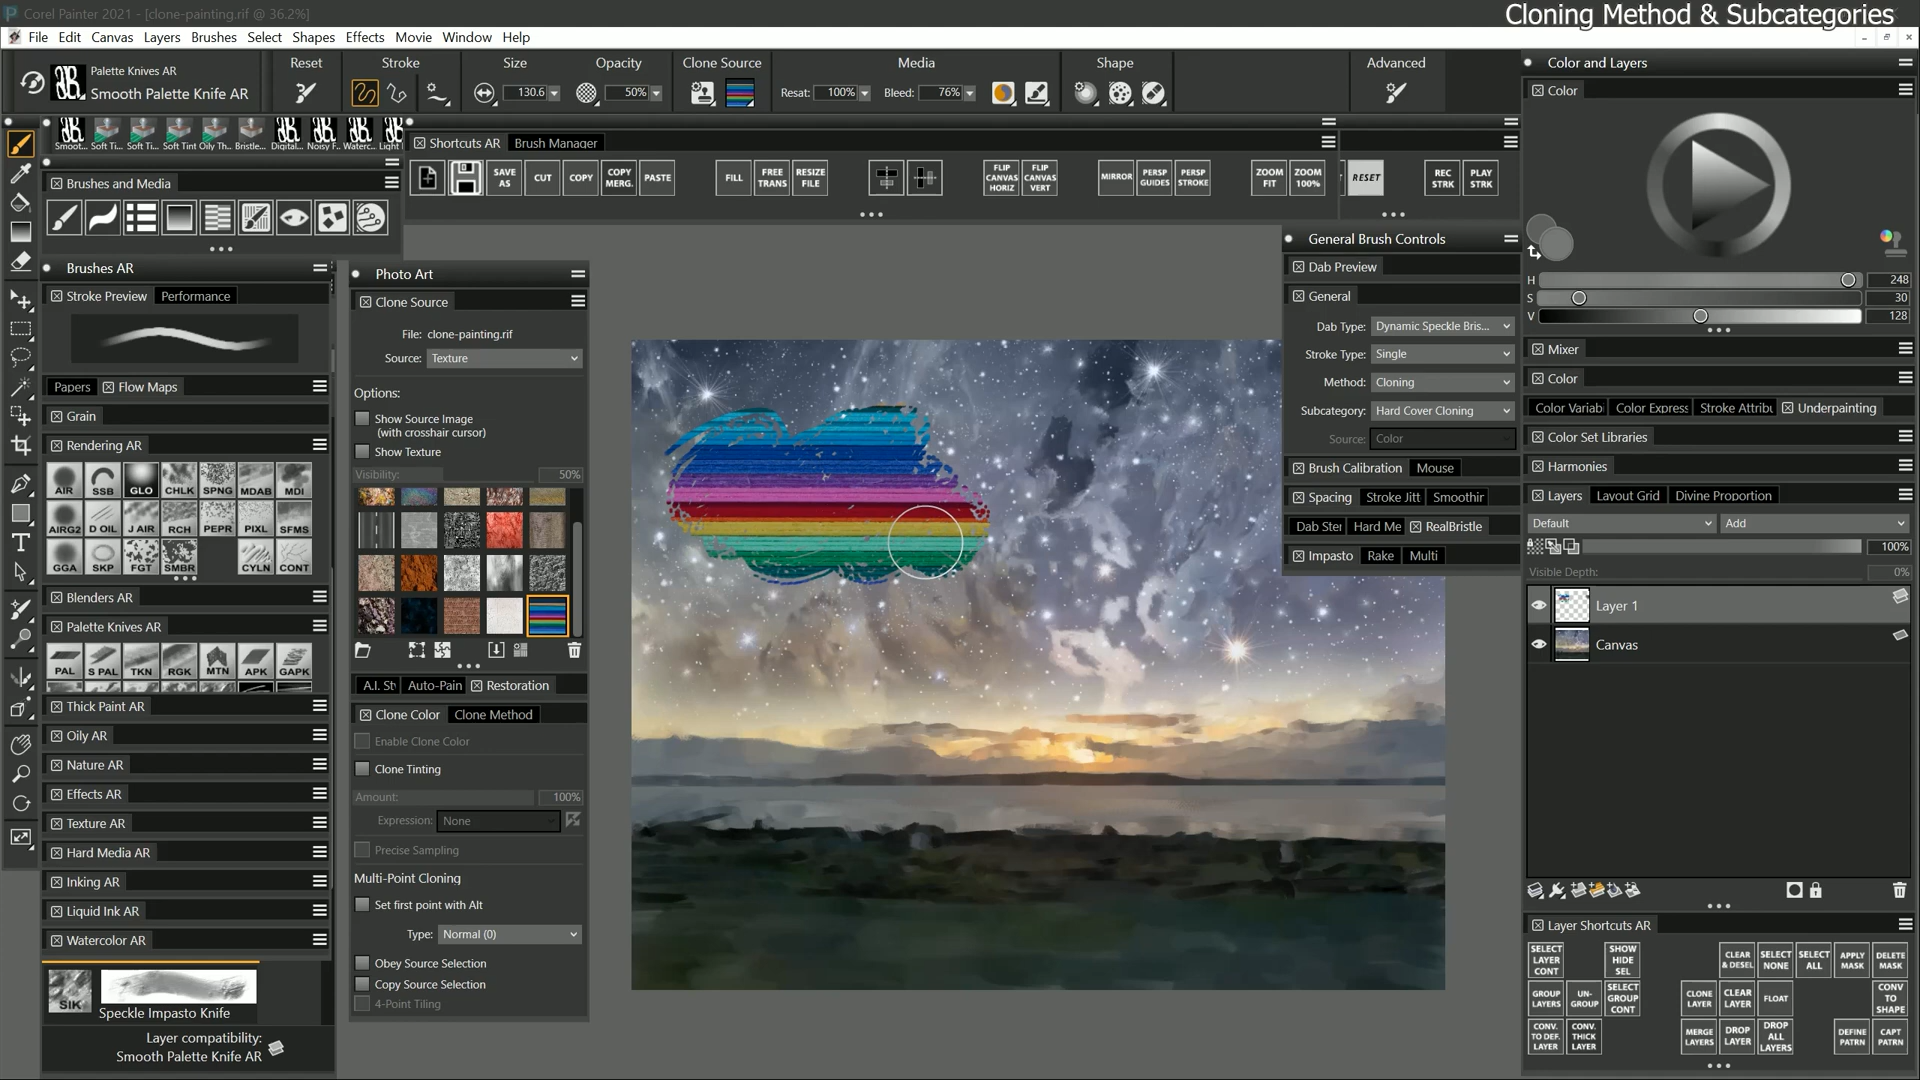 Corel Painter 2021 - [clone-painting.rif @ 36.2%]
Cloning Method & Subcategories
File Edit Canvas Layers Brushes Select Shapes Effects Movie Window Help
Palette Knives AR
Smooth Palette Knife AR
Reset
Stroke
Size
130.6
Opacity
50%
Clone Source
Media
Resat: 100%
Bleed: 76%
Shape
Advanced
Smoot... Soft Ti... Soft Ti... Soft Tint Oily Th... Bristle... Digital... Noisy F... Waterc... Light
Shortcuts AR
Brush Manager
SAVE AS
CUT
COPY
COPY MERG.
PASTE
FILL
FREE TRANS
RESIZE FILE
FLIP CANVAS HORIZ
FLIP CANVAS VERT
MIRROR
PERSP GUIDES
PERSP STROKE
ZOOM FIT
ZOOM 100%
RESET
REC STRK
PLAY STRK
Brushes and Media
Brushes AR
Stroke Preview
Performance
Papers
Flow Maps
Grain
Rendering AR
AIR SSB GLO CHLK SPNG MDAB MDI
AIRG2 D OIL J AIR RCH PEPR PIXL SFMS
GGA SKP FGT SMBR CYLN CONT
Blenders AR
Palette Knives AR
PAL S PAL TKN RGK MTN APK GAPK
Thick Paint AR
Oily AR
Nature AR
Effects AR
Texture AR
Hard Media AR
Inking AR
Liquid Ink AR
Watercolor AR
SIK
Speckle Impasto Knife
Layer compatibility:
Smooth Palette Knife AR
Photo Art
Clone Source
File: clone-painting.rif
Source: Texture
Options:
Show Source Image
(with crosshair cursor)
Show Texture
Visibility: 50%
A.I. St
Auto-Pain
Restoration
Clone Color
Clone Method
Enable Clone Color
Clone Tinting
Amount: 100%
Expression: None
Precise Sampling
Multi-Point Cloning
Set first point with Alt
Type: Normal (0)
Obey Source Selection
Copy Source Selection
4-Point Tiling
General Brush Controls
Dab Preview
General
Dab Type: Dynamic Speckle Bris...
Stroke Type: Single
Method: Cloning
Subcategory: Hard Cover Cloning
Source: Color
Brush Calibration
Mouse
Spacing
Stroke Jitt
Smoothir
Dab Ster
Hard Me
RealBristle
Impasto
Rake
Multi
Color and Layers
Color
H 248
S 30
V 128
Mixer
Color
Color Variab
Color Express
Stroke Attribu
Underpainting
Color Set Libraries
Harmonies
Layers
Layout Grid
Divine Proportion
Default
Add
100%
Visible Depth: 0%
Layer 1
Canvas
Layer Shortcuts AR
SELECT LAYER CONT
SHOW HIDE SEL
CLEAR & DESEL
SELECT NONE
SELECT ALL
APPLY MASK
DELETE MASK
GROUP LAYERS
UN-GROUP
SELECT GROUP CONT
CLONE LAYER
CLEAR LAYER
FLOAT
CONV TO SHAPE
CONV. TO DEF. LAYER
CONV. THICK LAYER
MERGE LAYERS
DROP LAYER
DROP ALL LAYERS
DEFINE PATRN
CAPT PATRN